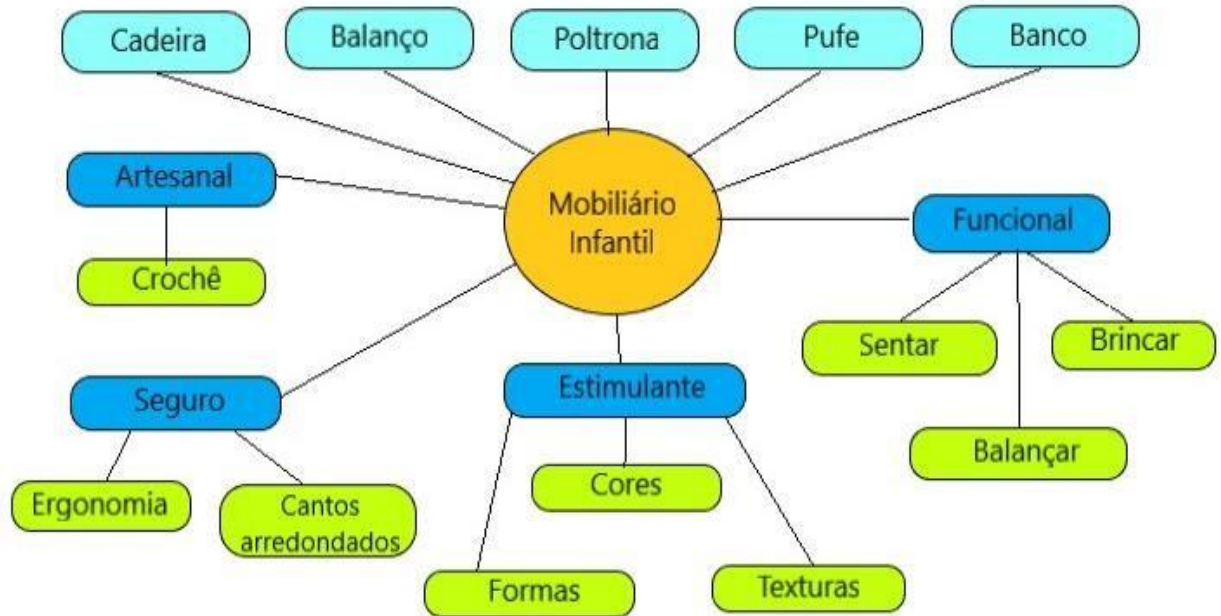 Cadeira
Balanço
Poltrona
Pufe
Banco
Artesanal
Mobiliário
Infantil
Funcional
Crochê
Sentar
Brincar
Seguro
Estimulante
Balançar
Ergonomia
Cantos
arredondados
Cores
Formas
Texturas